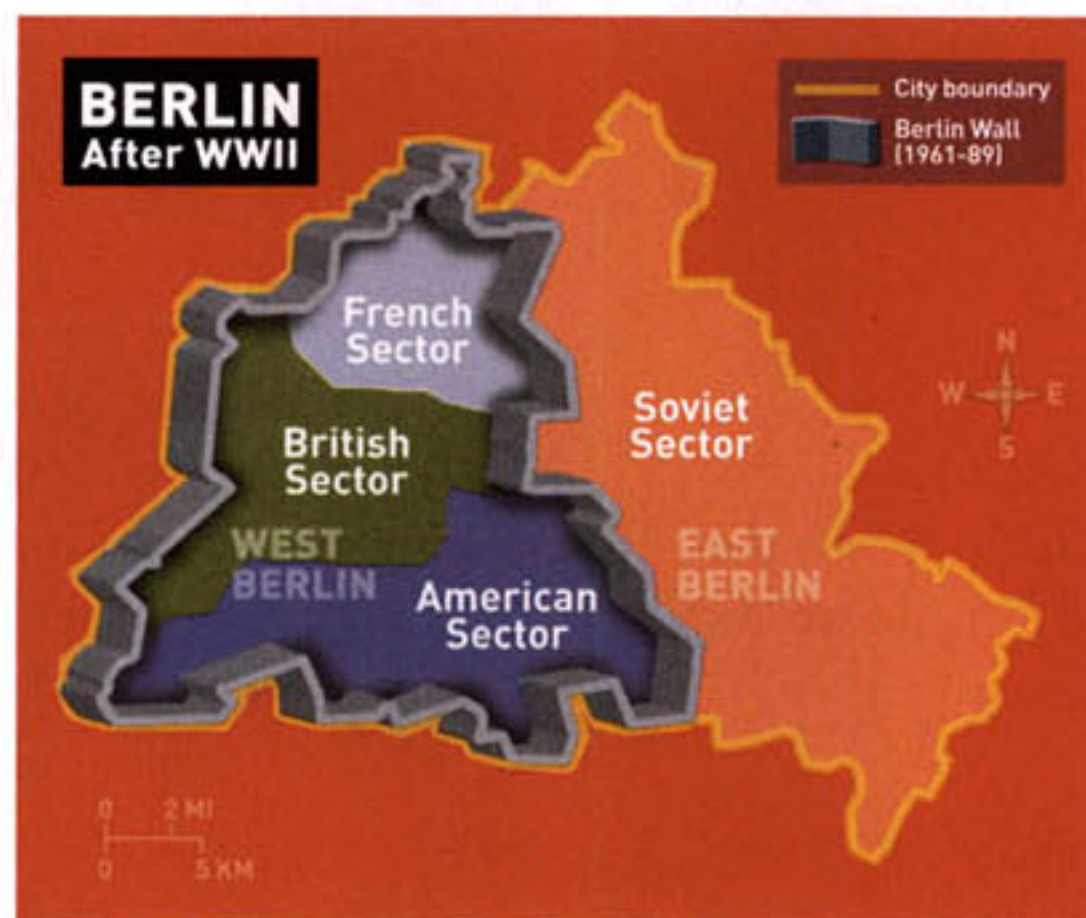 BERLIN
After WWII
City boundary
Berlin Wall
(1961-89)
French
Sector
N
W E
S
Soviet
Sector
British
Sector
WEST
BERLIN
EAST
BERLIN
American
Sector
0 2 MI
0 5 KM